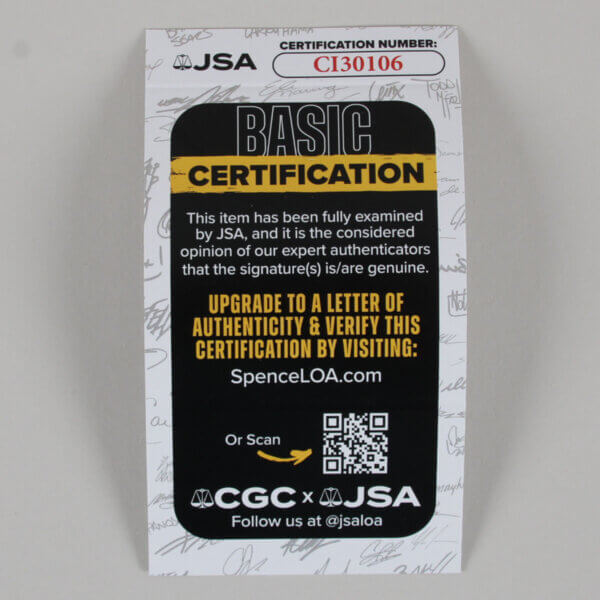 JSA
CERTIFICATION NUMBER:
CI30106
BASIC
CERTIFICATION
This item has been fully examined
by JSA, and it is the considered
opinion of our expert authenticators
that the signature(s) is/are genuine.
UPGRADE TO A LETTER OF
AUTHENTICITY & VERIFY THIS
CERTIFICATION BY VISITING:
SpenceLOA.com
Or Scan
CGC x JSA
Follow us at @jsaloa